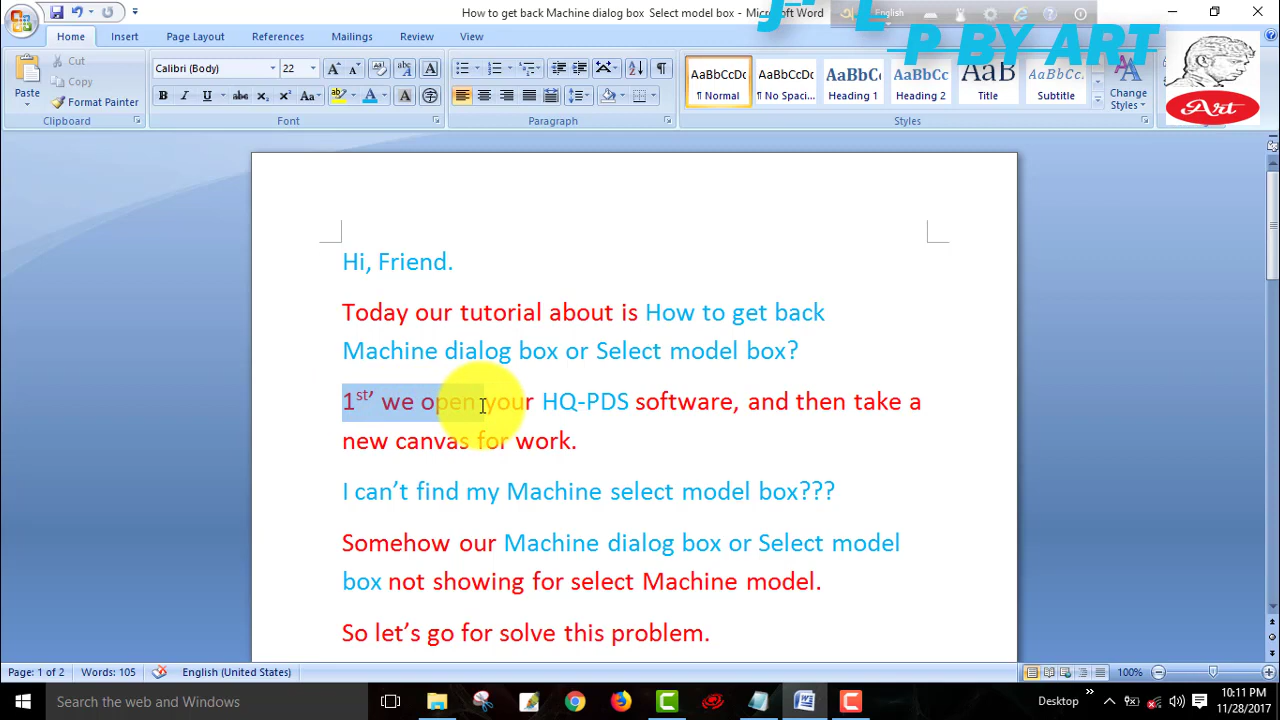 How to get back Machine dialog box Select model Box - Microsoft Word
English
P BY ART
Home Insert Page Layout References Mailings Review View
Paste
Cut
Copy
Format Painter
Clipboard
Calibri (Body) 22
Font
Paragraph
AaBbCcDc AaBbCcDc AaBbCc AaBbCc AaB AaBbCc
¶ Normal ¶ No Spaci... Heading 1 Heading 2 Title Subtitle
Change
Styles
Styles
Art
Hi, Friend.
Today our tutorial about is How to get back
Machine dialog box or Select model box?
1st’ we open your HQ-PDS software, and then take a
new canvas for work.
I can’t find my Machine select model box???
Somehow our Machine dialog box or Select model
box not showing for select Machine model.
So let’s go for solve this problem.
Page: 1 of 2 Words: 105 English (United States) 100%
Search the web and Windows
Desktop
10:11 PM
11/28/2017